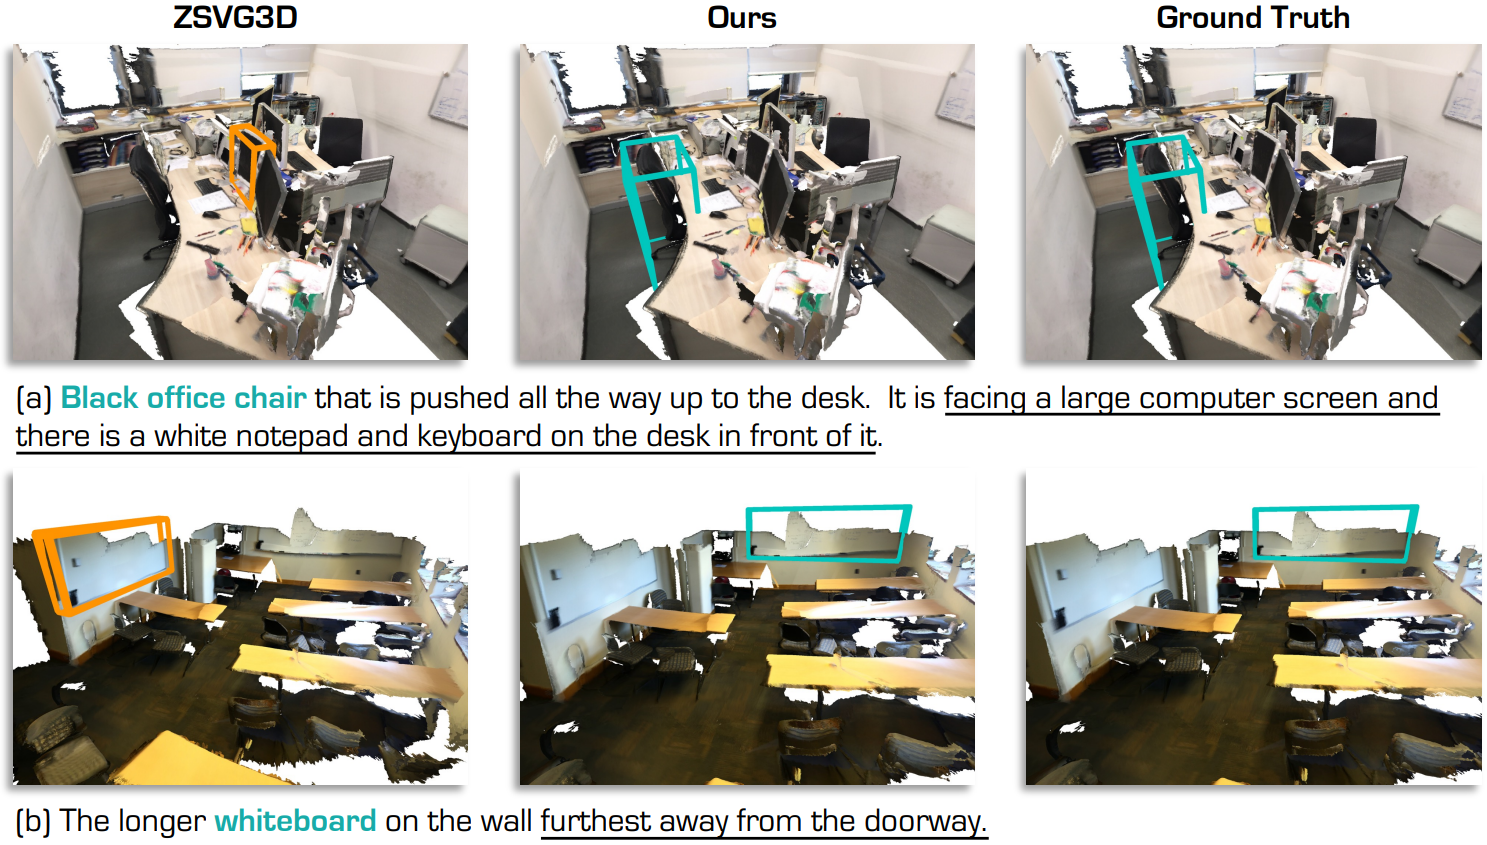 ZSVG3D
Ours
Ground Truth
(a) Black office chair that is pushed all the way up to the desk. It is facing a large computer screen and
there is a white notepad and keyboard on the desk in front of it.
(b) The longer whiteboard on the wall furthest away from the doorway.